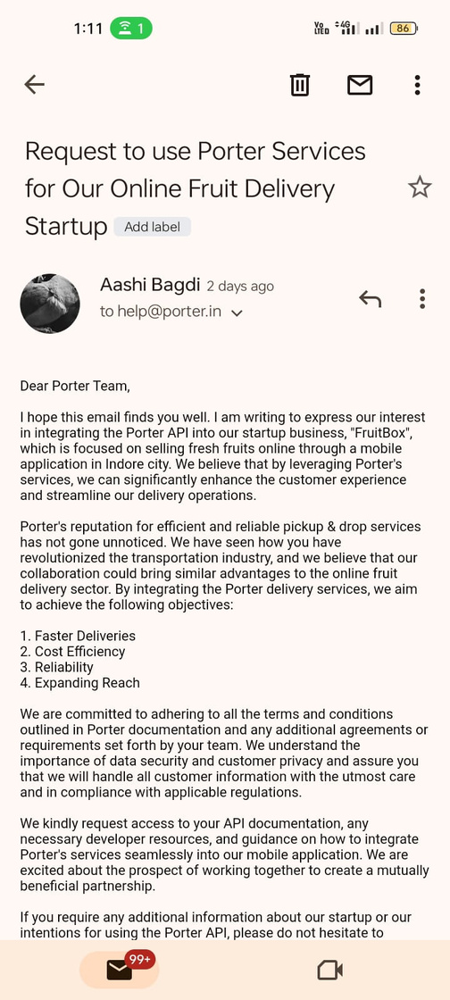 1:11
1
Vo
LTED
4G
86
Request to use Porter Services
for Our Online Fruit Delivery
Startup Add label
Aashi Bagdi 2 days ago
to help@porter.in
Dear Porter Team,
I hope this email finds you well. I am writing to express our interest
in integrating the Porter API into our startup business, "FruitBox",
which is focused on selling fresh fruits online through a mobile
application in Indore city. We believe that by leveraging Porter's
services, we can significantly enhance the customer experience
and streamline our delivery operations.
Porter's reputation for efficient and reliable pickup & drop services
has not gone unnoticed. We have seen how you have
revolutionized the transportation industry, and we believe that our
collaboration could bring similar advantages to the online fruit
delivery sector. By integrating the Porter delivery services, we aim
to achieve the following objectives:
1. Faster Deliveries
2. Cost Efficiency
3. Reliability
4. Expanding Reach
We are committed to adhering to all the terms and conditions
outlined in Porter documentation and any additional agreements or
requirements set forth by your team. We understand the
importance of data security and customer privacy and assure you
that we will handle all customer information with the utmost care
and in compliance with applicable regulations.
We kindly request access to your API documentation, any
necessary developer resources, and guidance on how to integrate
Porter's services seamlessly into our mobile application. We are
excited about the prospect of working together to create a mutually
beneficial partnership.
If you require any additional information about our startup or our
intentions for using the Porter API, please do not hesitate to
99+